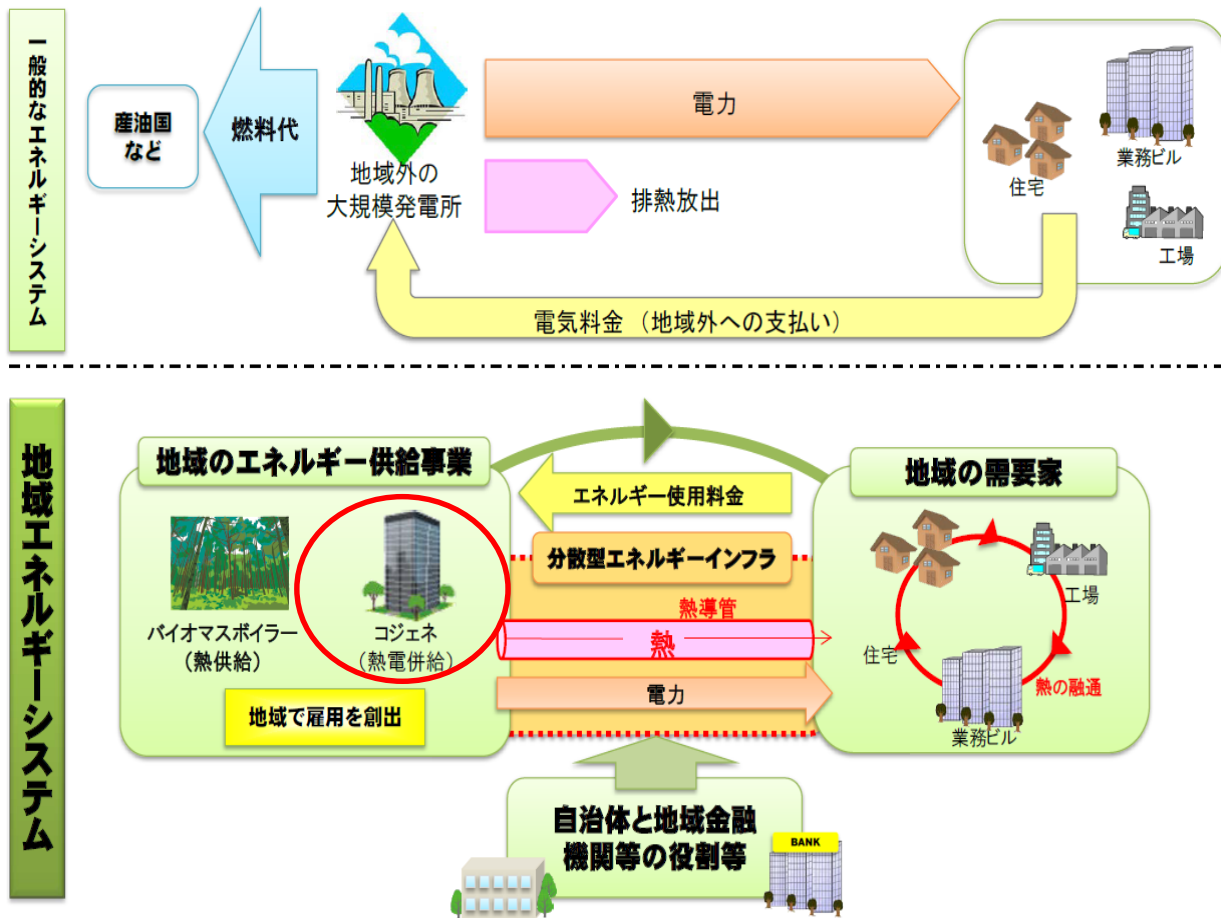 一般的なエネルギーシステム
産油国
など
燃料代
地域外の
大規模発電所
電力
排熱放出
住宅
業務ビル
工場
電気料金 (地域外への支払い)
地域エネルギーシステム
地域のエネルギー供給事業
バイオマスボイラー
(熱供給)
コジェネ
(熱電併給)
地域で雇用を創出
エネルギー使用料金
分散型エネルギーインフラ
熱導管
熱
電力
地域の需要家
工場
住宅
熱の融通
業務ビル
自治体と地域金融
機関等の役割等
BANK